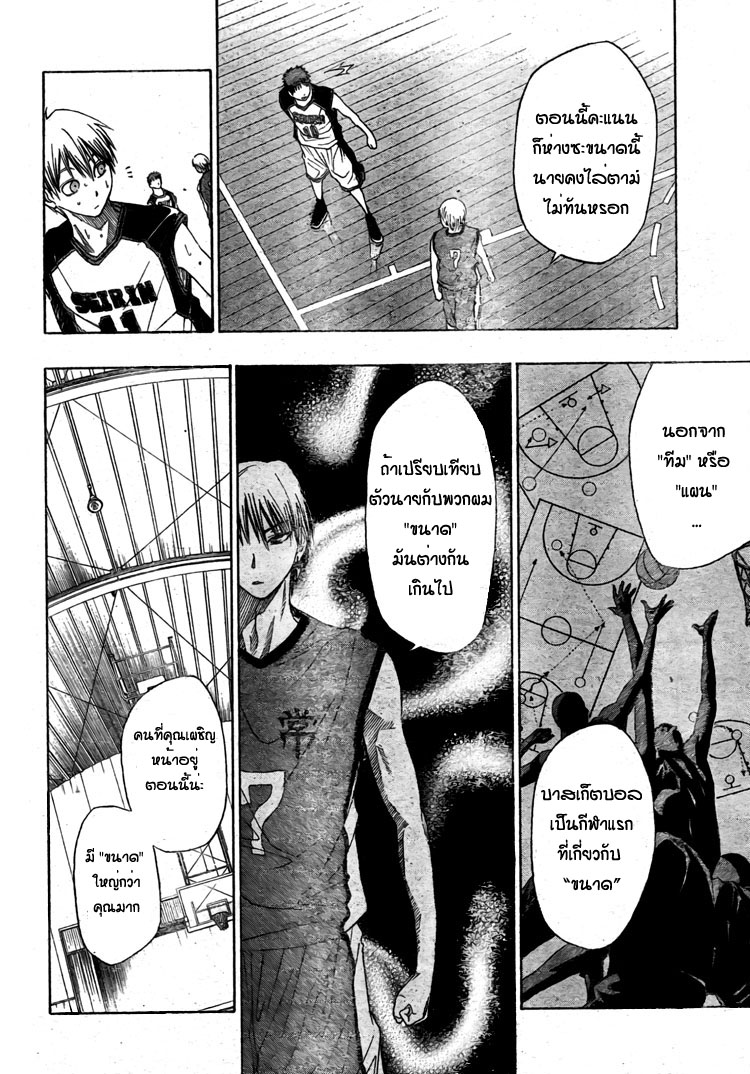 ตอนนี้คะแนน
ก็ห่างซะขนาดนี้
นายคงไล่ตาม
ไม่ทันหรอก
SEIRIN
10
7
SEIRIN
11
นอกจาก
"ทีม" หรือ
"แผน"
...
บาสเก็ตบอล
เป็นกีฬาแรก
ที่เกี่ยวกับ
"ขนาด"
ถ้าเปรียบเทียบ
ตัวนายกับพวกผม
"ขนาด"
มันต่างกัน
เกินไป
常
7
คนที่คุณเผชิญ
หน้าอยู่
ตอนนี้น่ะ
มี "ขนาด"
ใหญ่กว่า
คุณมาก